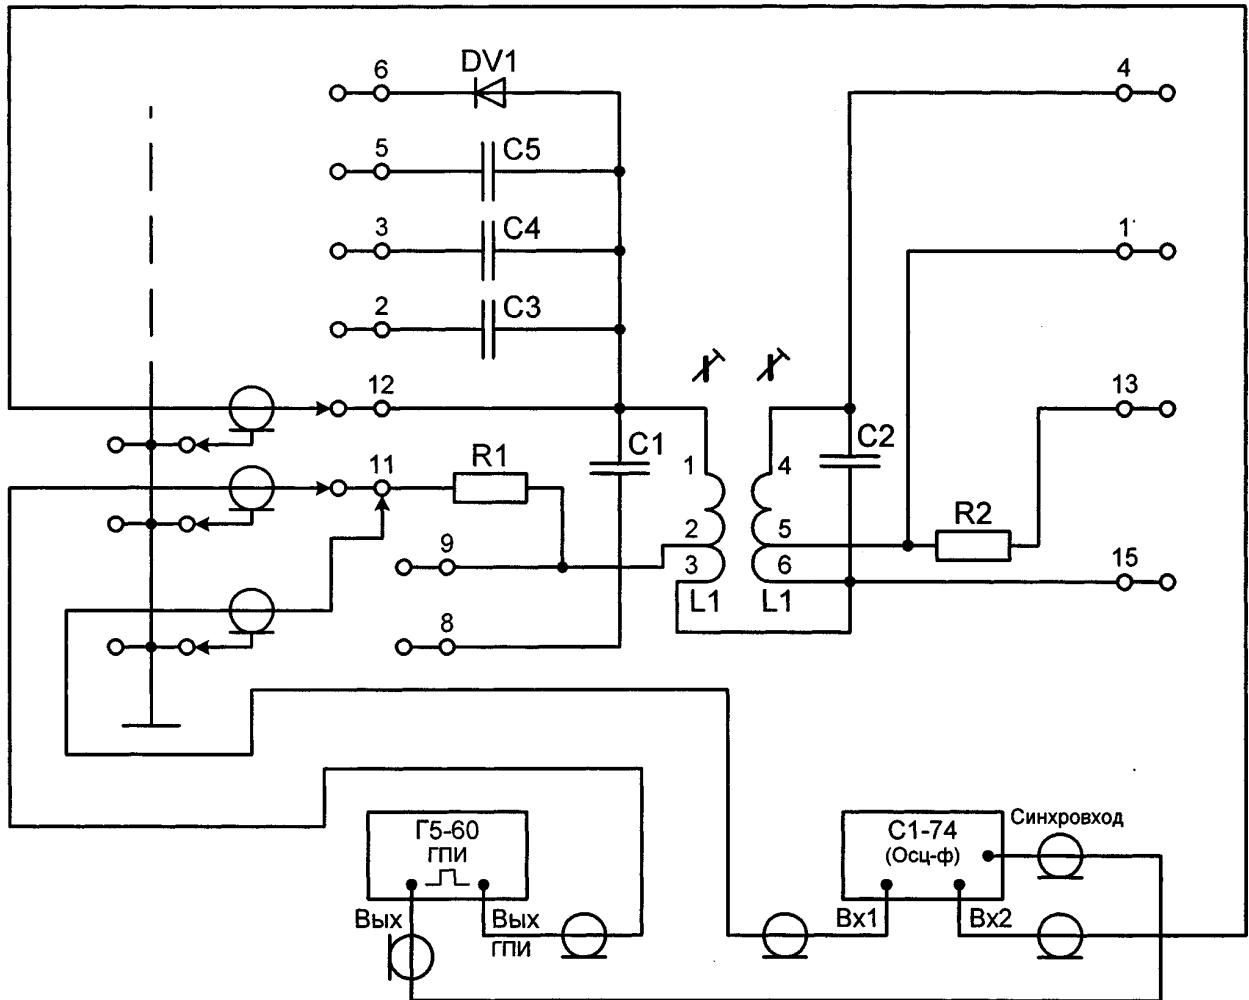 6
DV1
4
5
C5
3
C4
1
2
C3
12
13
C1
C2
11
R1
1
4
R2
2
5
9
3
6
15
L1
L1
8
Г5-60
ГПИ
С1-74
(Осц-ф)
Синхровход
Вых
Вых
ГПИ
Вх1
Вх2